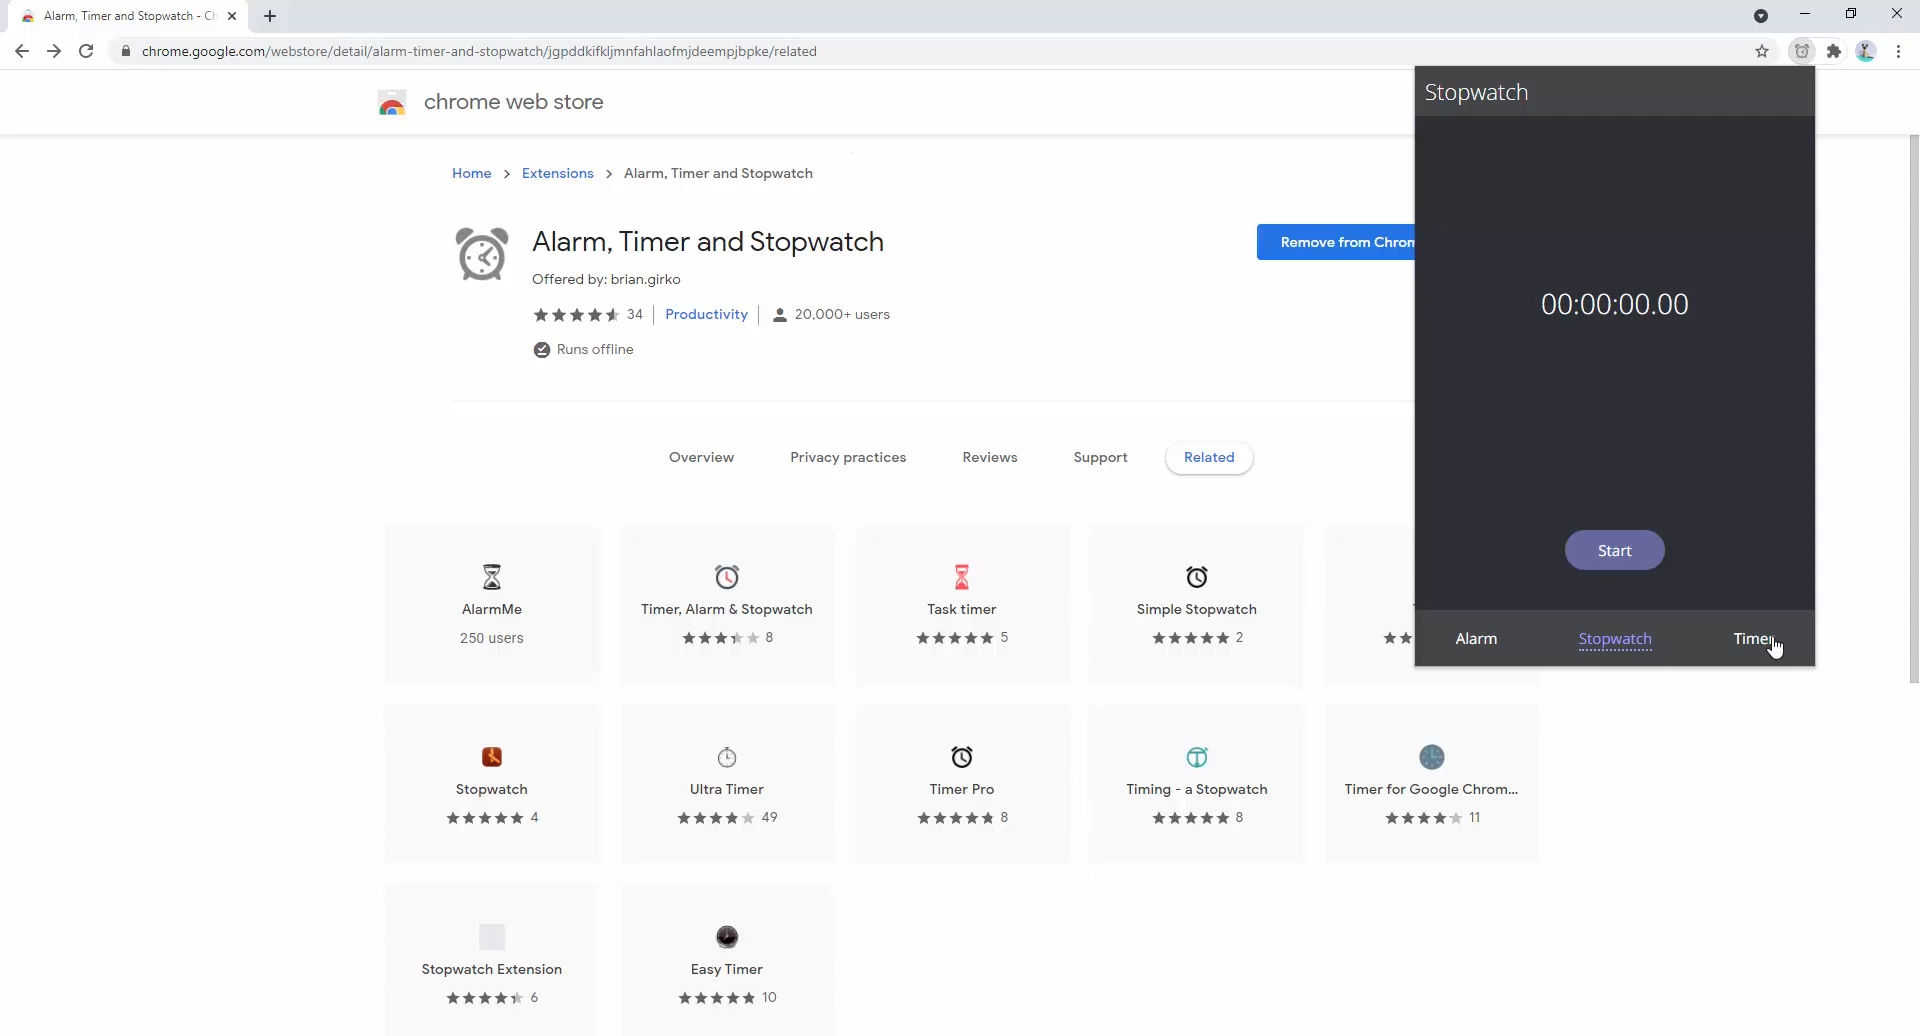 Alarm, Timer and Stopwatch - Ch
chrome.google.com/webstore/detail/alarm-timer-and-stopwatch/jgpddkifkljmnfahlaofmjdeempjbpke/related
chrome web store
Home > Extensions > Alarm, Timer and Stopwatch
Alarm, Timer and Stopwatch
Remove from Chrom
Offered by: brian.girko
34 | Productivity | 20,000+ users
Runs offline
Overview Privacy practices Reviews Support Related
AlarmMe
250 users
Timer, Alarm & Stopwatch
8
Task timer
5
Simple Stopwatch
2
Stopwatch
4
Ultra Timer
49
Timer Pro
8
Timing - a Stopwatch
8
Timer for Google Chrom...
11
Stopwatch Extension
6
Easy Timer
10
Stopwatch
00:00:00.00
Start
Alarm Stopwatch Timer